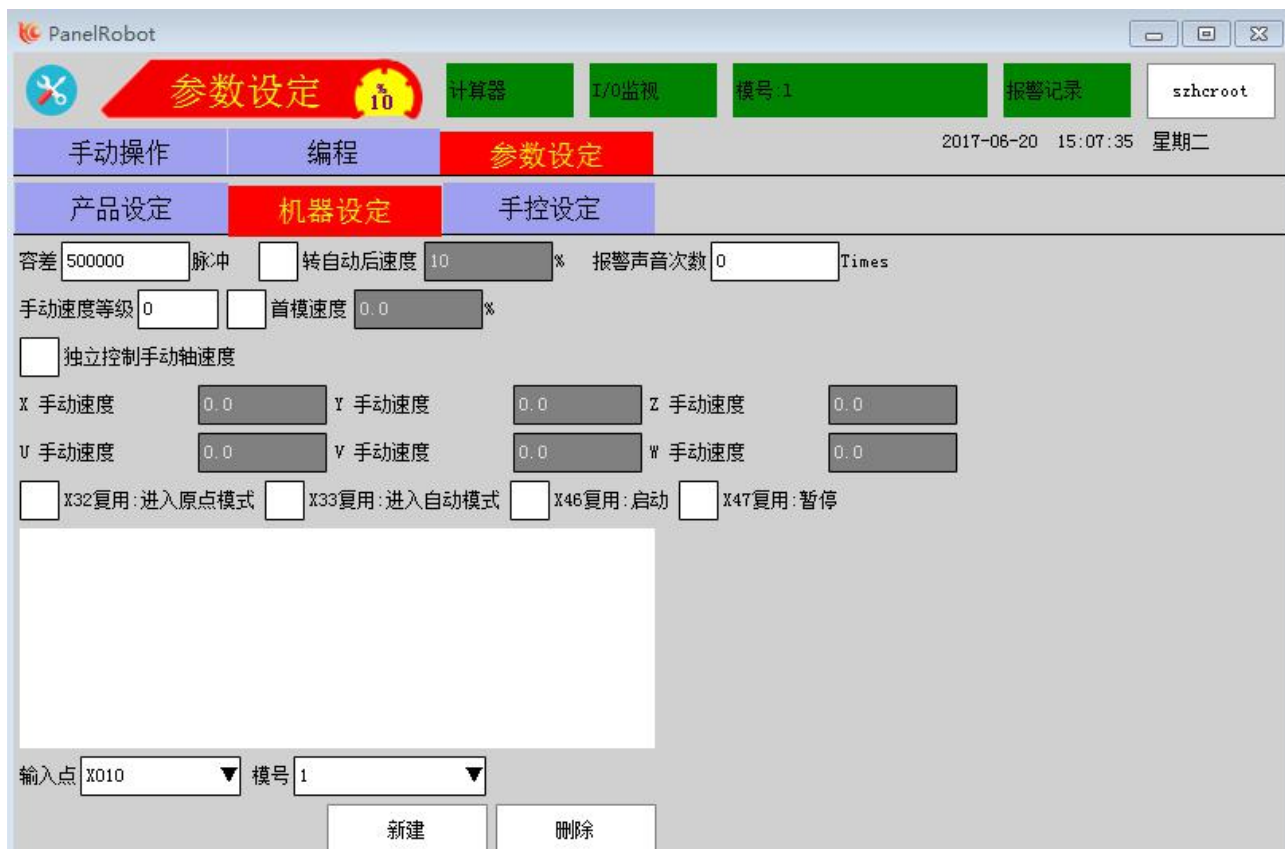 PanelRobot
参数设定 % 10 计算器 I/O监视 模号:1 报警记录 szhcroot
手动操作 编程 参数设定 2017-06-20 15:07:35 星期二
产品设定 机器设定 手控设定
容差 500000 脉冲 转自动后速度 10 % 报警声音次数 0 Times
手动速度等级 0 首模速度 0.0 %
独立控制手动轴速度
X 手动速度 0.0 Y 手动速度 0.0 Z 手动速度 0.0
U 手动速度 0.0 V 手动速度 0.0 W 手动速度 0.0
X32复用:进入原点模式 X33复用:进入自动模式 X46复用:启动 X47复用:暂停
输入点 X010 模号 1
新建 删除